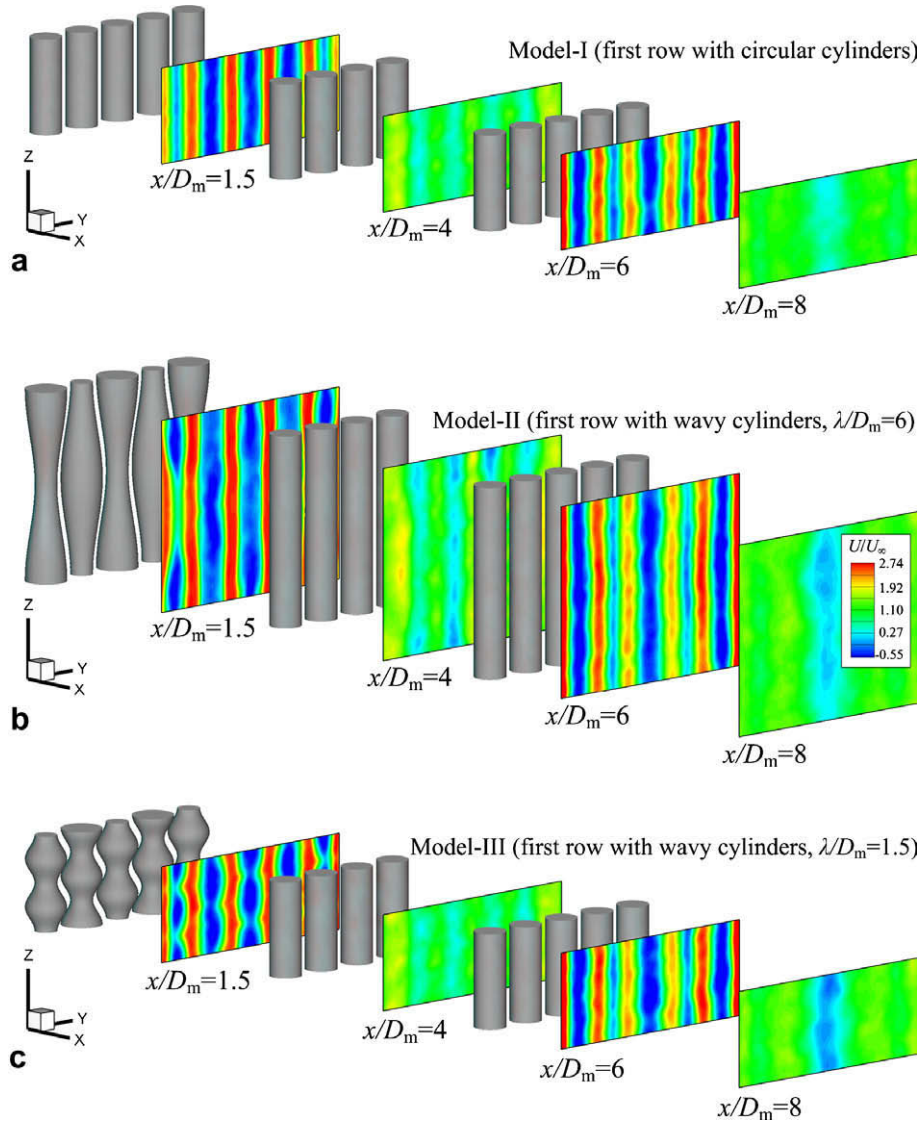 Model-I (first row with circular cylinders)
x/Dm=1.5
Z
Y
X
x/Dm=4
x/Dm=6
x/Dm=8
a
Model-II (first row with wavy cylinders, λ/Dm=6)
U/U∞
2.74
1.92
1.10
0.27
-0.55
x/Dm=1.5
Z
Y
X
x/Dm=4
x/Dm=6
x/Dm=8
b
Model-III (first row with wavy cylinders, λ/Dm=1.5)
x/Dm=1.5
Z
Y
X
x/Dm=4
x/Dm=6
x/Dm=8
c